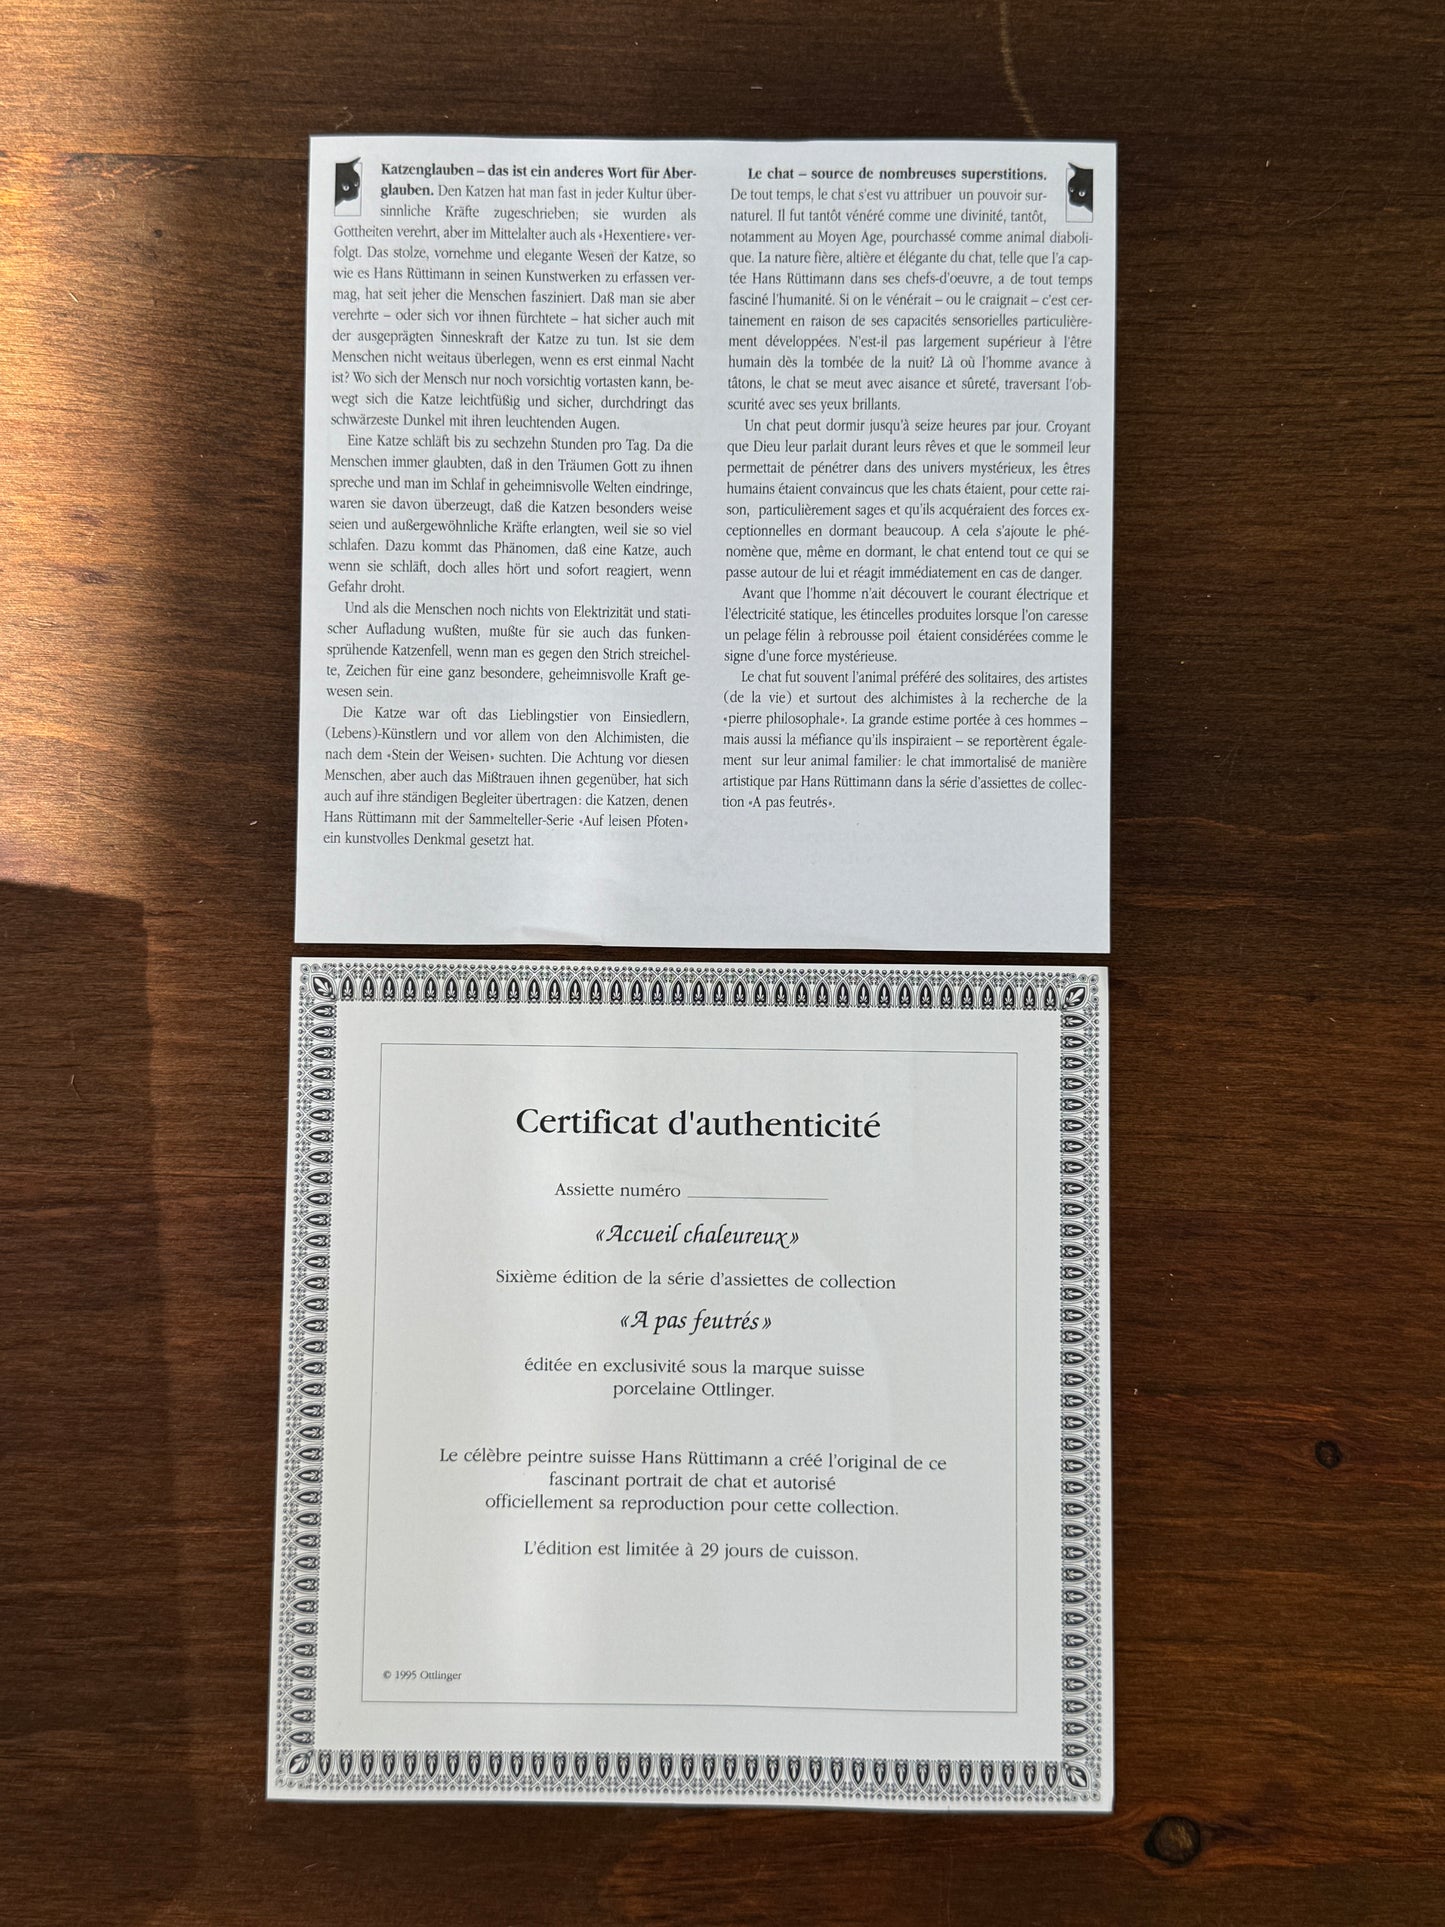 Katzenglauben – das ist ein anderes Wort für Aber-
glauben. Den Katzen hat man fast in jeder Kultur über-
sinnliche Kräfte zugeschrieben; sie wurden als
Gottheiten verehrt, aber im Mittelalter auch als «Hexentiere» ver-
folgt. Das stolze, vornehme und elegante Wesen der Katze, so
wie es Hans Rüttimann in seinen Kunstwerken zu erfassen ver-
mag, hat seit jeher die Menschen fasziniert. Daß man sie aber
verehrte – oder sich vor ihnen fürchtete – hat sicher auch mit
der ausgeprägten Sinneskraft der Katze zu tun. Ist sie dem
Menschen nicht weitaus überlegen, wenn es erst einmal Nacht
ist? Wo sich der Mensch nur noch vorsichtig vortasten kann, be-
wegt sich die Katze leichtfüßig und sicher, durchdringt das
schwärzeste Dunkel mit ihren leuchtenden Augen.
Eine Katze schläft bis zu sechzehn Stunden pro Tag. Da die
Menschen immer glaubten, daß in den Träumen Gott zu ihnen
spreche und man im Schlaf in geheimnisvolle Welten eindringe,
waren sie davon überzeugt, daß die Katzen besonders weise
seien und außergewöhnliche Kräfte erlangten, weil sie so viel
schlafen. Dazu kommt das Phänomen, daß eine Katze, auch
wenn sie schläft, doch alles hört und sofort reagiert, wenn
Gefahr droht.
Und als die Menschen noch nichts von Elektrizität und stati-
scher Aufladung wußten, mußte für sie auch das funken-
sprühende Katzenfell, wenn man es gegen den Strich streichel-
te, Zeichen für eine ganz besondere, geheimnisvolle Kraft ge-
wesen sein.
Die Katze war oft das Lieblingstier von Einsiedlern,
(Lebens)-Künstlern und vor allem von den Alchimisten, die
nach dem «Stein der Weisen» suchten. Die Achtung vor diesen
Menschen, aber auch das Mißtrauen ihnen gegenüber, hat sich
auch auf ihre ständigen Begleiter übertragen: die Katzen, denen
Hans Rüttimann mit der Sammelteller-Serie «Auf leisen Pfoten»
ein kunstvolles Denkmal gesetzt hat.
Le chat – source de nombreuses superstitions.
De tout temps, le chat s'est vu attribuer un pouvoir sur-
naturel. Il fut tantôt vénéré comme une divinité, tantôt,
notamment au Moyen Age, pourchassé comme animal diaboli-
que. La nature fière, altière et élégante du chat, telle que l'a cap-
tée Hans Rüttimann dans ses chefs-d'oeuvre, a de tout temps
fasciné l'humanité. Si on le vénérait – ou le craignait – c'est cer-
tainement en raison de ses capacités sensorielles particulière-
ment développées. N'est-il pas largement supérieur à l'être
humain dès la tombée de la nuit? Là où l'homme avance à
tâtons, le chat se meut avec aisance et sûreté, traversant l'ob-
scurité avec ses yeux brillants.
Un chat peut dormir jusqu'à seize heures par jour. Croyant
que Dieu leur parlait durant leurs rêves et que le sommeil leur
permettait de pénétrer dans des univers mystérieux, les êtres
humains étaient convaincus que les chats étaient, pour cette rai-
son, particulièrement sages et qu'ils acquéraient des forces ex-
ceptionnelles en dormant beaucoup. A cela s'ajoute le phé-
nomène que, même en dormant, le chat entend tout ce qui se
passe autour de lui et réagit immédiatement en cas de danger.
Avant que l'homme n'ait découvert le courant électrique et
l'électricité statique, les étincelles produites lorsque l'on caresse
un pelage félin à rebrousse poil étaient considérées comme le
signe d'une force mystérieuse.
Le chat fut souvent l'animal préféré des solitaires, des artistes
(de la vie) et surtout des alchimistes à la recherche de la
«pierre philosophale». La grande estime portée à ces hommes –
mais aussi la méfiance qu'ils inspiraient – se reportèrent égale-
ment sur leur animal familier: le chat immortalisé de manière
artistique par Hans Rüttimann dans la série d'assiettes de collec-
tion «A pas feutrés».
Certificat d'authenticité
Assiette numéro
«Accueil chaleureux»
Sixième édition de la série d'assiettes de collection
«A pas feutrés»
éditée en exclusivité sous la marque suisse
porcelaine Ottlinger.
Le célèbre peintre suisse Hans Rüttimann a créé l'original de ce
fascinant portrait de chat et autorisé
officiellement sa reproduction pour cette collection.
L'édition est limitée à 29 jours de cuisson.
© 1995 Ottlinger